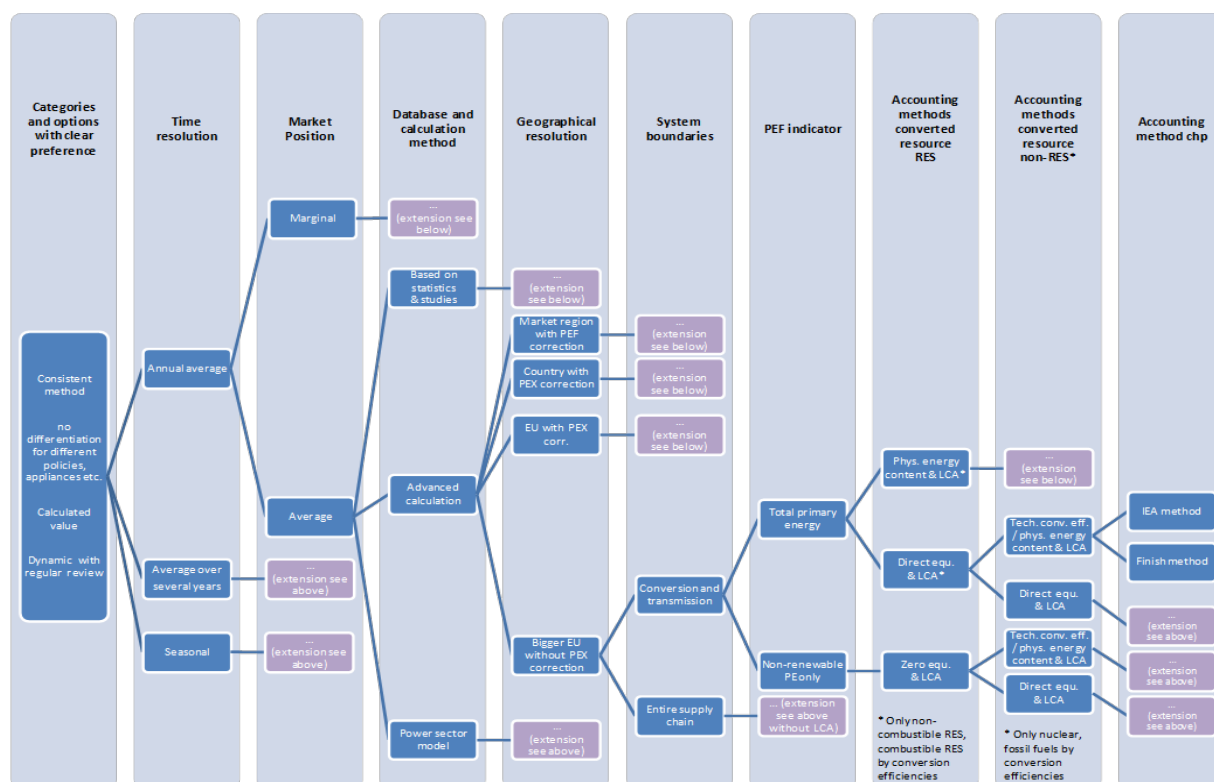 Categories
and options
with clear
preference
Time
resolution
Market
Position
Database and
calculation
method
Geographical
resolution
System
boundaries
PEF indicator
Accounting
methods
converted
resource
RES
Accounting
methods
converted
resource
non-RES*
Accounting
method chp
Consistent
method
no
differentiation
for different
policies,
appliances etc.
Calculated
value
Dynamic with
regular review
Annual average
Average over
several years
Seasonal
Marginal
Average
...
(extension see
above)
...
(extension see
above)
...
(extension see
below)
Based on
statistics
& studies
Advanced
calculation
Power sector
model
...
(extension
see below)
Market region
with PEF
correction
Country with
PEX correction
EU with PEX
corr.
Bigger EU
without PEX
correction
...
(extension
see above)
...
(extension
see below)
...
(extension
see below)
...
(extension
see below)
Conversion and
transmission
Entire supply
chain
Total primary
energy
Non-renewable
PE only
... (extension
see above
without LCA)
Phys. energy
content & LCA*
Direct equ.
& LCA*
Zero equ.
& LCA
* Only non-
combustible RES,
combustible RES
by conversion
efficiencies
...
(extension
see below)
Tech. conv. eff.
/ phys. energy
content & LCA
Direct equ.
& LCA
Tech. conv. eff.
/ phys. energy
content & LCA
Direct equ.
& LCA
* Only nuclear,
fossil fuels by
conversion
efficiencies
IEA method
Finish method
...
(extension
see above)
...
(extension
see above)
...
(extension
see above)